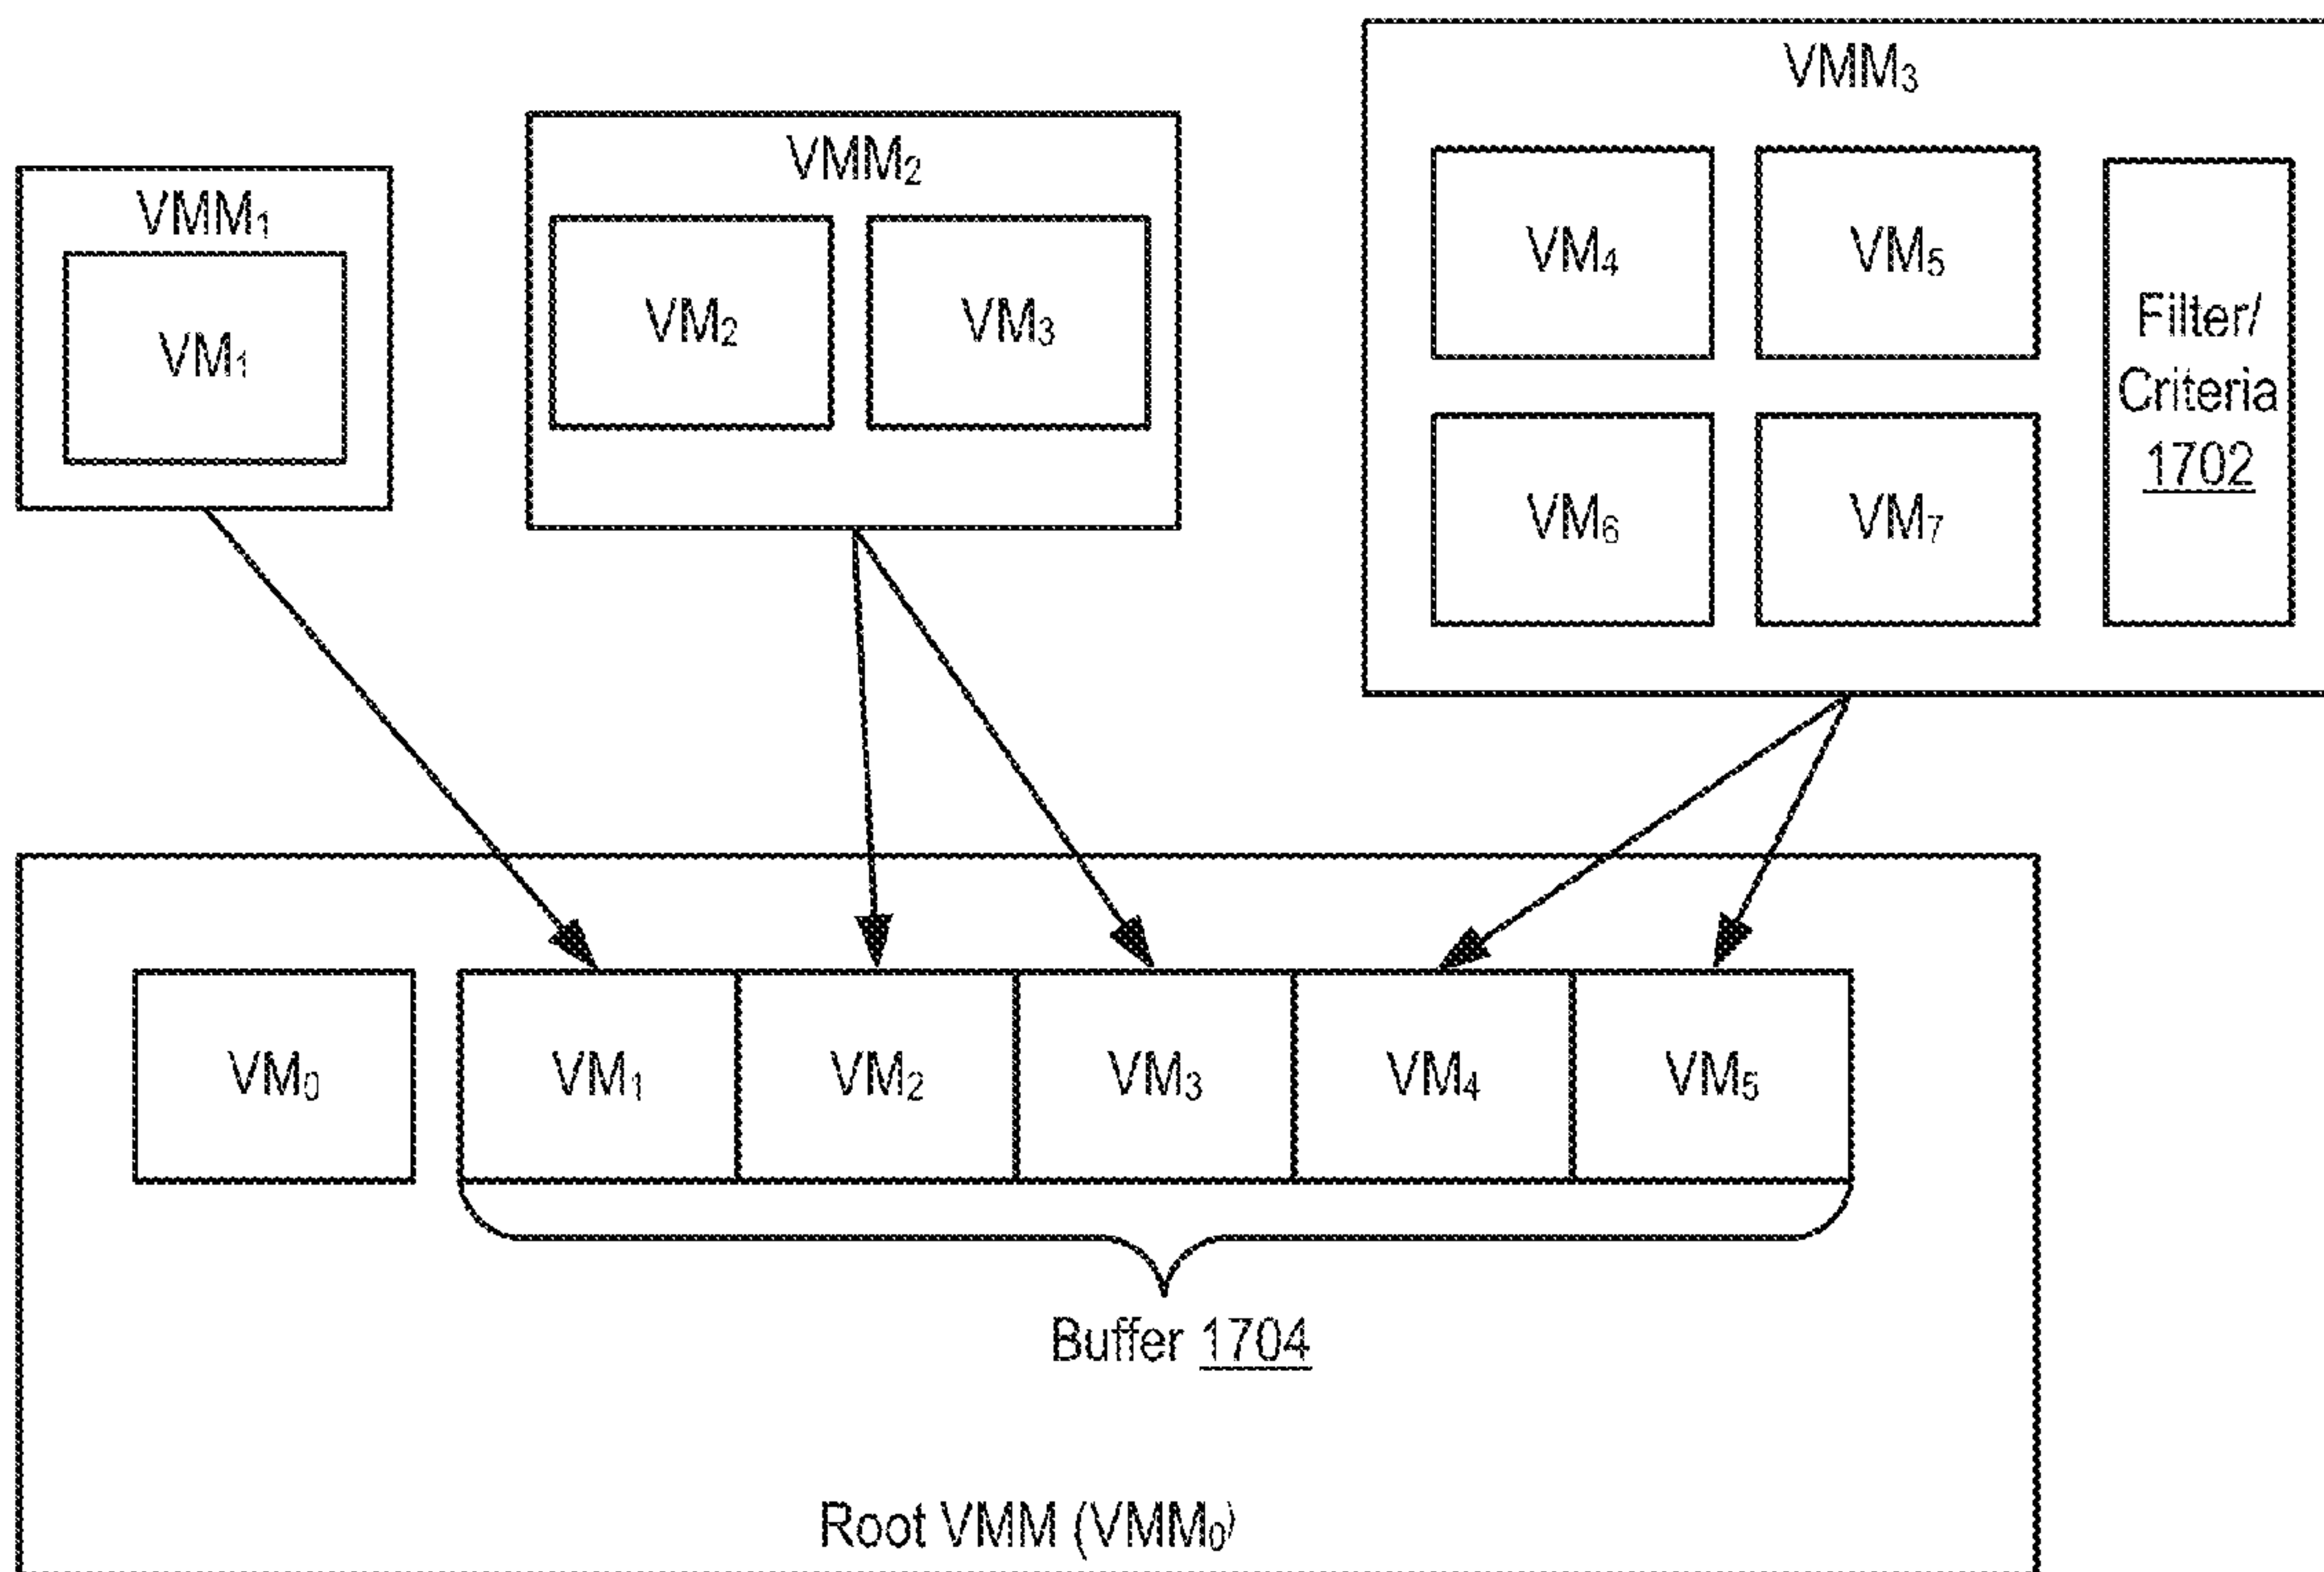 VMM₁
VM₁
VMM₂
VM₂
VM₃
VMM₃
VM₄
VM₅
VM₆
VM₇
Filter/
Criteria
1702
VM₀
VM₁
VM₂
VM₃
VM₄
VM₅
Buffer 1704
Root VMM (VMM₀)